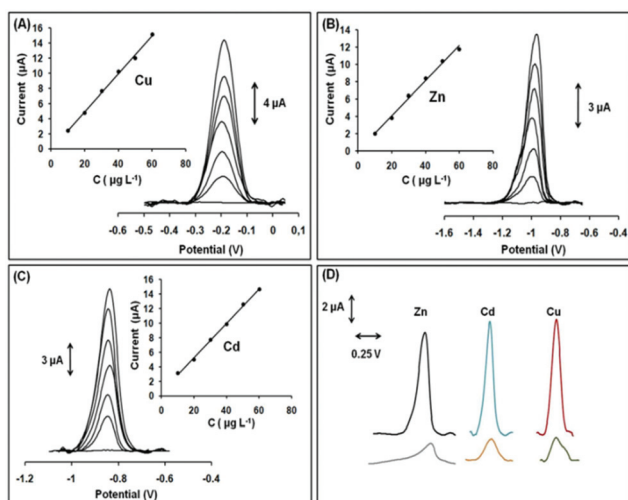 (A)
Current (µA)
16
14
12
10
8
6
4
2
0
0 20 40 60 80
C ( µg L-1)
Cu
4 µA
-0.6 -0.5 -0.4 -0.3 -0.2 -0.1 0 0,1
Potential (V)
(B)
Current (µA)
14
12
10
8
6
4
2
0
0 20 40 60 80
C ( µg L-1)
Zn
3 µA
-1.6 -1.4 -1.2 -1 -0.8 -0.6 -0.4
Potential (V)
(C)
3 µA
-1.2 -1 -0.8 -0.6 -0.4
Potential (V)
Current (µA)
16
14
12
10
8
6
4
2
0
0 20 40 60 80
C ( µg L-1)
Cd
(D)
2 µA
0.25 V
Zn Cd Cu